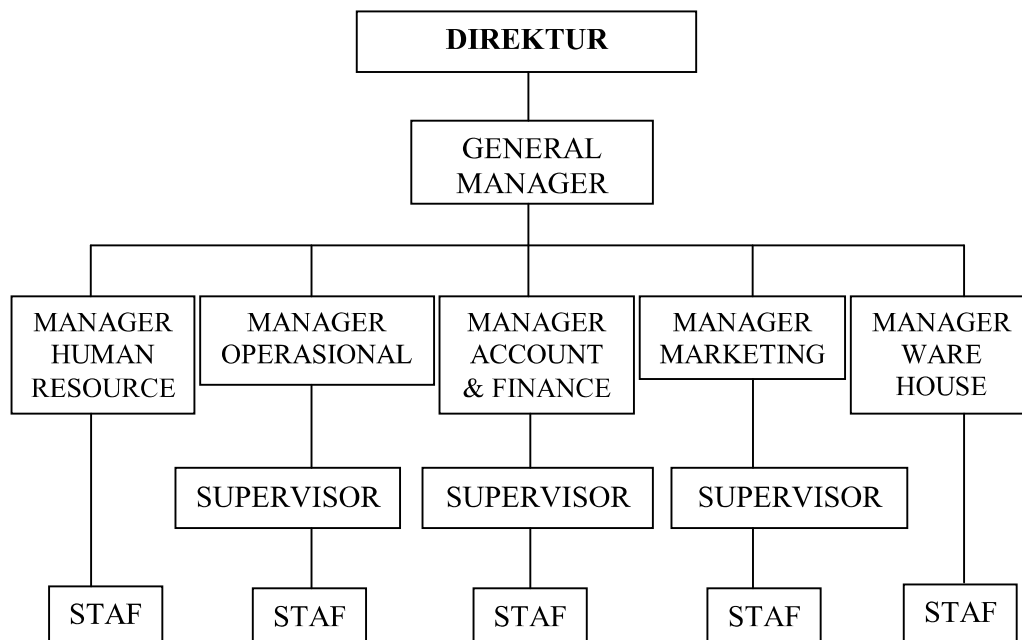 DIREKTUR
GENERAL
MANAGER
MANAGER
HUMAN
RESOURCE
MANAGER
OPERASIONAL
MANAGER
ACCOUNT
& FINANCE
MANAGER
MARKETING
MANAGER
WARE
HOUSE
SUPERVISOR
SUPERVISOR
SUPERVISOR
STAF
STAF
STAF
STAF
STAF